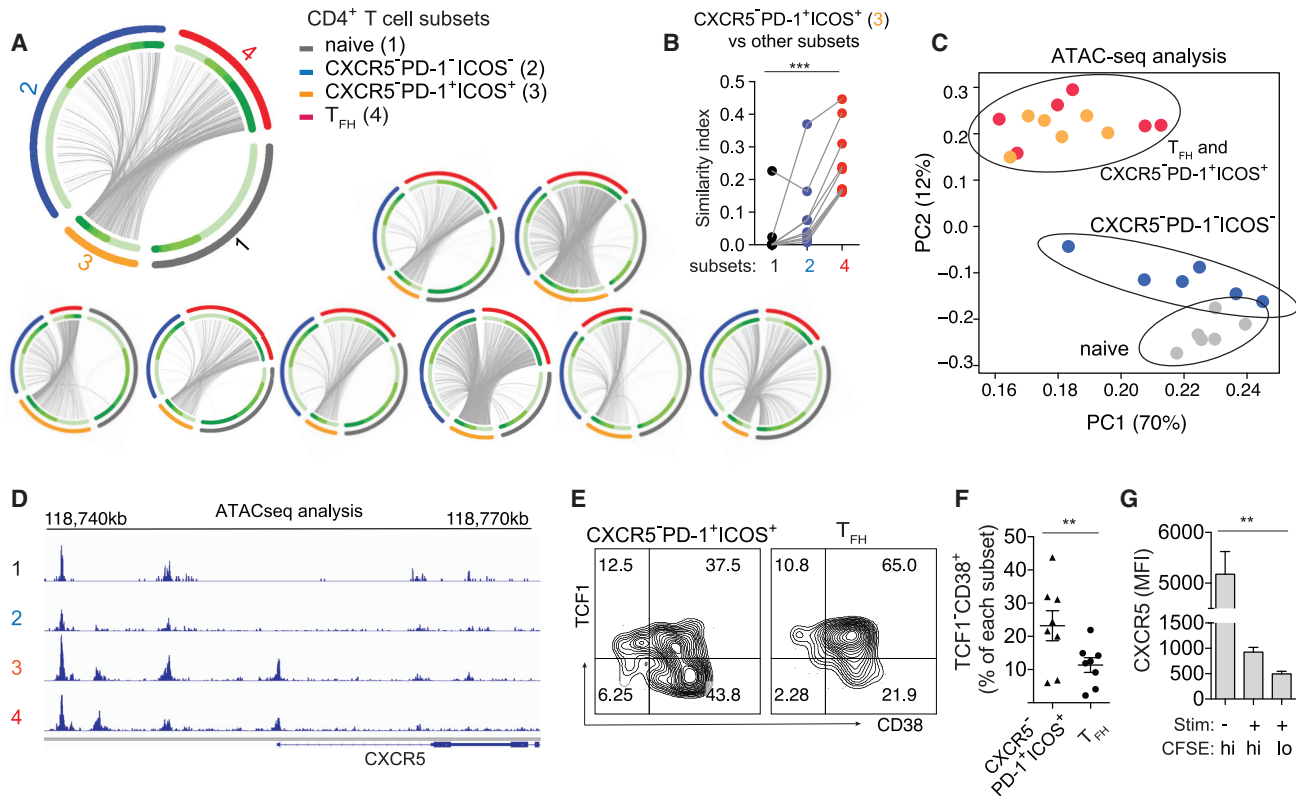 A
CD4⁺ T cell subsets
naive (1)
CXCR5⁻PD-1⁻ICOS⁻ (2)
CXCR5⁻PD-1⁺ICOS⁺ (3)
T_FH (4)
1
2
3
4
B
CXCR5⁻PD-1⁺ICOS⁺ (3)
vs other subsets
***
Similarity index
0.5
0.4
0.3
0.2
0.1
0.0
subsets: 1 2 4
C
ATAC-seq analysis
PC2 (12%)
0.3
0.2
0.1
0.0
−0.1
−0.2
−0.3
T_FH and
CXCR5⁻PD-1⁺ICOS⁺
CXCR5⁻PD-1⁻ICOS⁻
naive
0.16 0.18 0.20 0.22 0.24
PC1 (70%)
D
ATACseq analysis
118,740kb 118,770kb
1
2
3
4
CXCR5
E
CXCR5⁻PD-1⁺ICOS⁺ T_FH
TCF1
12.5 37.5
6.25 43.8
10.8 65.0
2.28 21.9
CD38
F
**
TCF1⁻CD38⁺
(% of each subset)
50
40
30
20
10
CXCR5⁻
PD-1⁺ICOS⁺
T_FH
G
**
CXCR5 (MFI)
6000
5000
1000
500
0
Stim: - + +
CFSE: hi hi lo